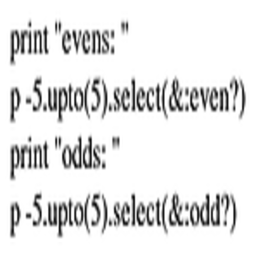 print "evens: "
p -5.upto(5).select(&:even?)
print "odds: "
p -5.upto(5).select(&:odd?)